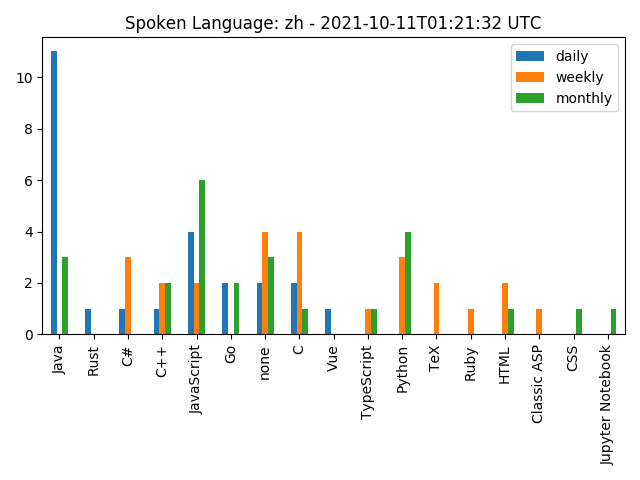 Spoken Language: zh - 2021-10-11T01:21:32 UTC
daily
weekly
monthly
10
8
6
4
2
0
Java
Rust
C#
C++
JavaScript
Go
none
C
Vue
TypeScript
Python
TeX
Ruby
HTML
Classic ASP
CSS
Jupyter Notebook